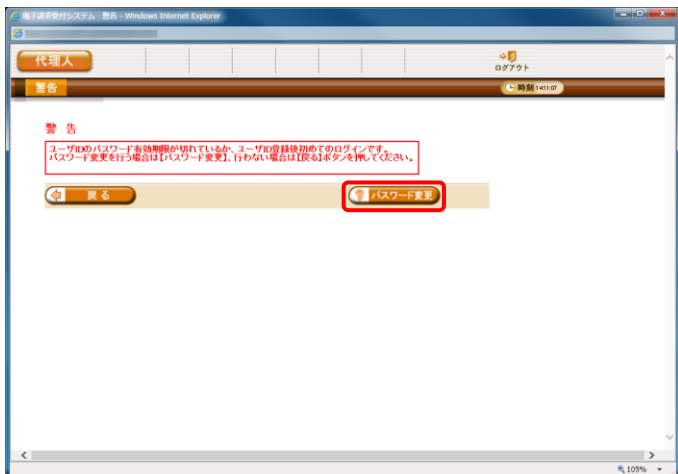 電子請求受付システム 警告 - Windows Internet Explorer
代理人
ログアウト
警告
時刻 14:11:07
警 告
ユーザIDのパスワード有効期限が切れているか、ユーザID登録後初めてのログインです。
パスワード変更を行う場合は【パスワード変更】、行わない場合は【戻る】ボタンを押してください。
戻 る
パスワード変更
105%